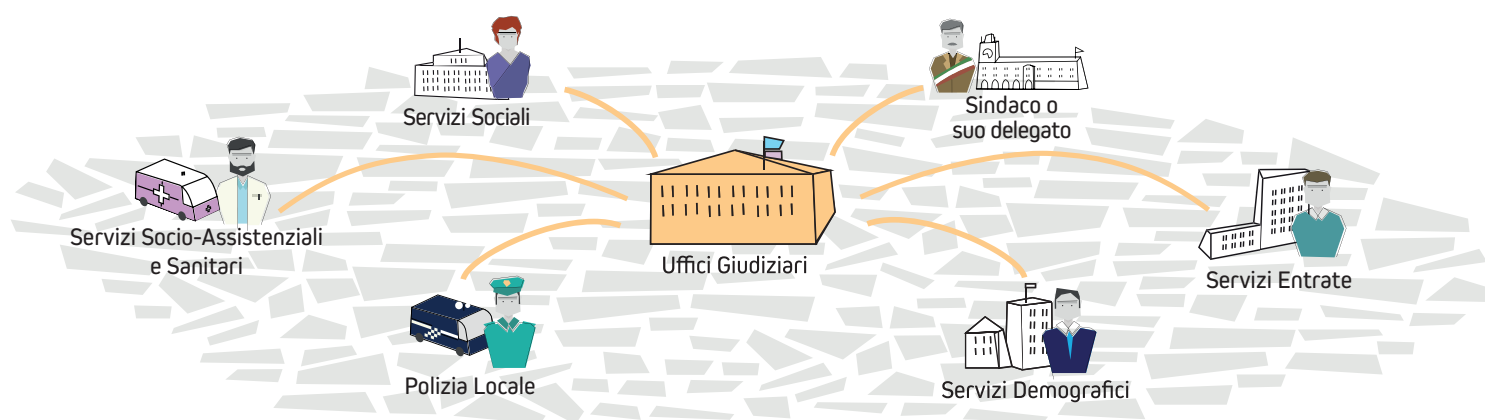 Servizi Sociali
Sindaco o
suo delegato
Servizi Socio-Assistenziali
e Sanitari
Uffici Giudiziari
Servizi Entrate
Polizia Locale
Servizi Demografici